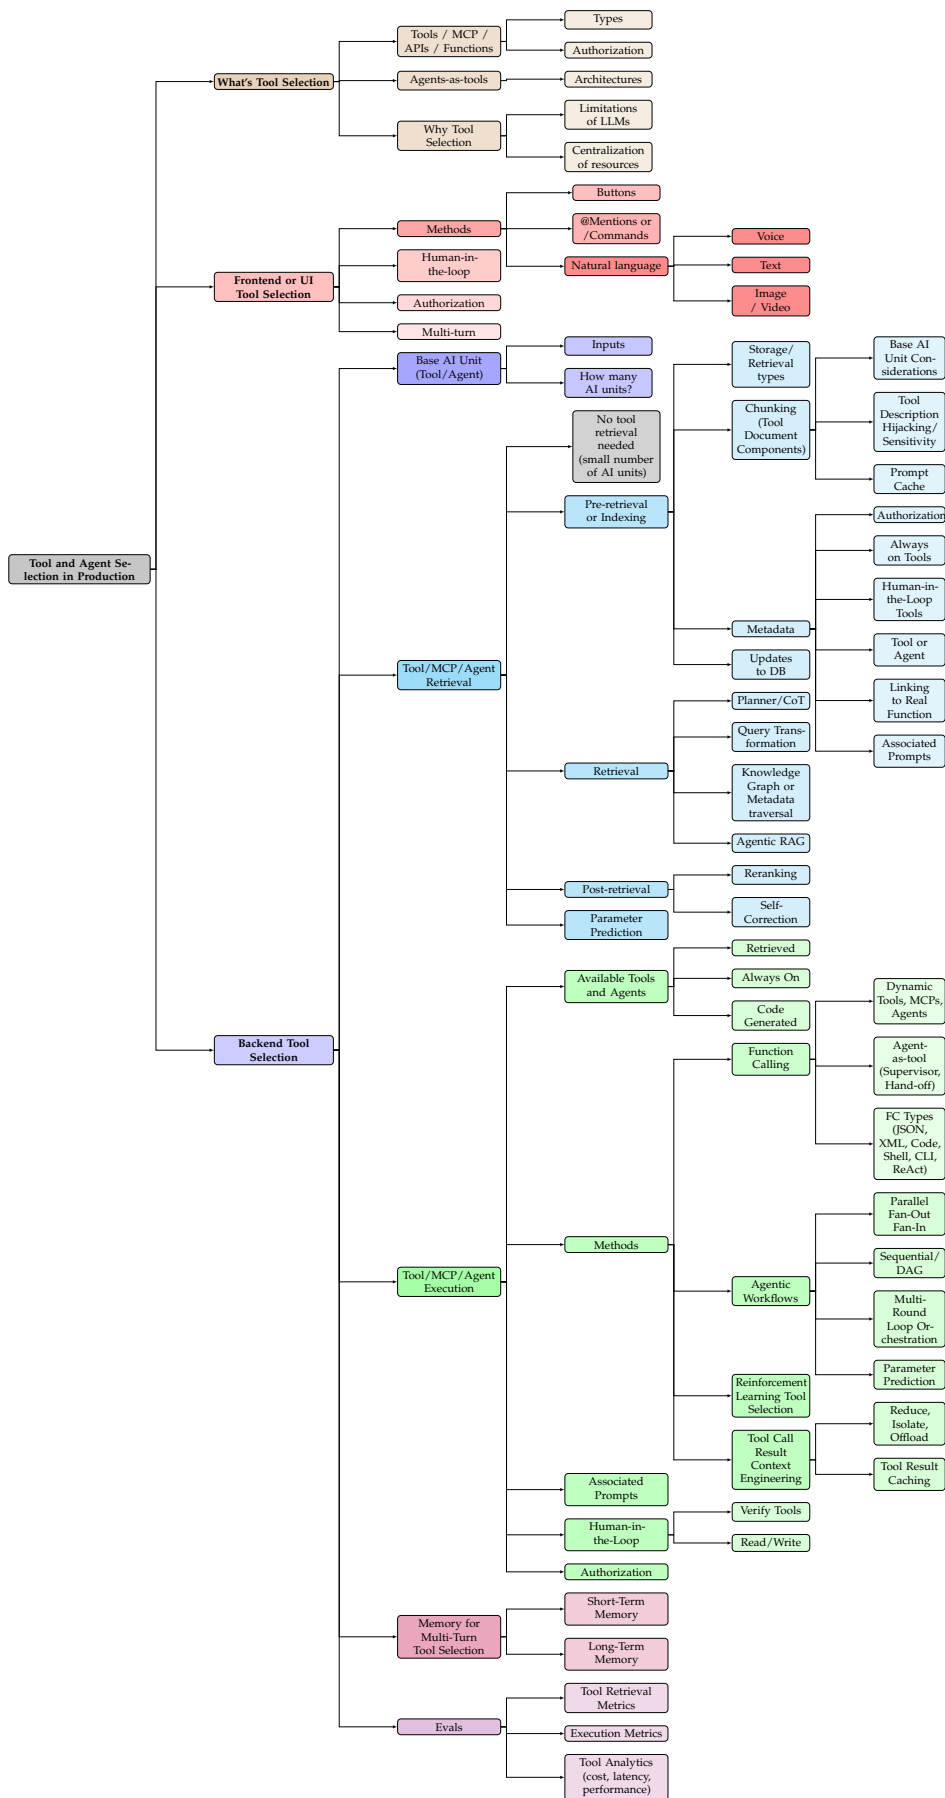 Tool and Agent Se-
lection in Production
What's Tool Selection
Tools / MCP /
APIs / Functions
Types
Authorization
Agents-as-tools
Architectures
Why Tool
Selection
Limitations
of LLMs
Centralization
of resources
Frontend or UI
Tool Selection
Methods
Buttons
@Mentions or
/Commands
Natural language
Voice
Text
Image
/ Video
Human-in-
the-loop
Authorization
Multi-turn
Backend Tool
Selection
Base AI Unit
(Tool/Agent)
Inputs
How many
AI units?
Tool/MCP/Agent
Retrieval
No tool
retrieval
needed
(small number
of AI units)
Pre-retrieval
or Indexing
Storage/
Retrieval
types
Chunking
(Tool
Document
Components)
Base AI
Unit Con-
siderations
Tool
Description
Hijacking/
Sensitivity
Prompt
Cache
Metadata
Authorization
Always
on Tools
Human-in-
the-Loop
Tools
Tool or
Agent
Linking
to Real
Function
Associated
Prompts
Updates
to DB
Retrieval
Planner/CoT
Query Trans-
formation
Knowledge
Graph or
Metadata
traversal
Agentic RAG
Post-retrieval
Reranking
Self-
Correction
Parameter
Prediction
Tool/MCP/Agent
Execution
Available Tools
and Agents
Retrieved
Always On
Code
Generated
Methods
Function
Calling
Dynamic
Tools, MCPs,
Agents
Agent-
as-tool
(Supervisor,
Hand-off)
FC Types
(JSON,
XML, Code,
Shell, CLI,
ReAct)
Agentic
Workflows
Parallel
Fan-Out
Fan-In
Sequential/
DAG
Multi-
Round
Loop Or-
chestration
Parameter
Prediction
Reinforcement
Learning Tool
Selection
Tool Call
Result
Context
Engineering
Reduce,
Isolate,
Offload
Tool Result
Caching
Associated
Prompts
Human-in-
the-Loop
Verify Tools
Read/Write
Authorization
Memory for
Multi-Turn
Tool Selection
Short-Term
Memory
Long-Term
Memory
Evals
Tool Retrieval
Metrics
Execution Metrics
Tool Analytics
(cost, latency,
performance)